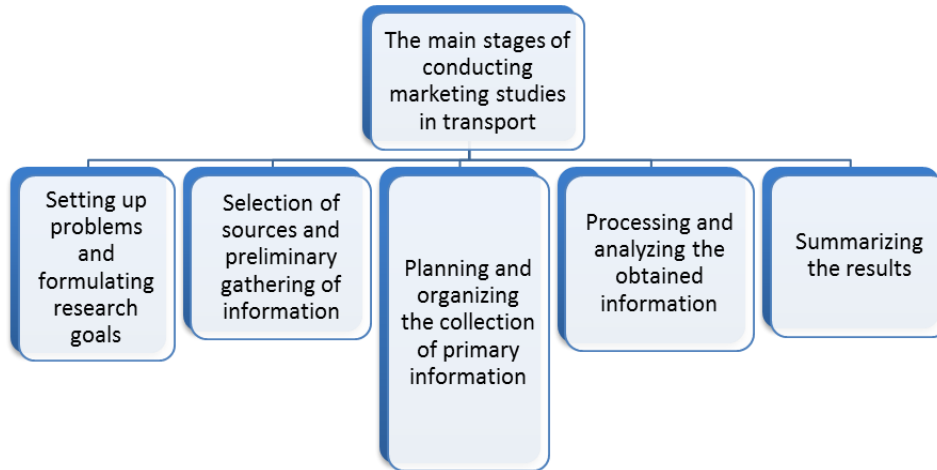 The main stages of
conducting
marketing studies
in transport
Setting up
problems
and
formulating
research
goals
Selection of
sources and
preliminary
gathering of
information
Planning and
organizing
the collection
of primary
information
Processing and
analyzing the
obtained
information
Summarizing
the results